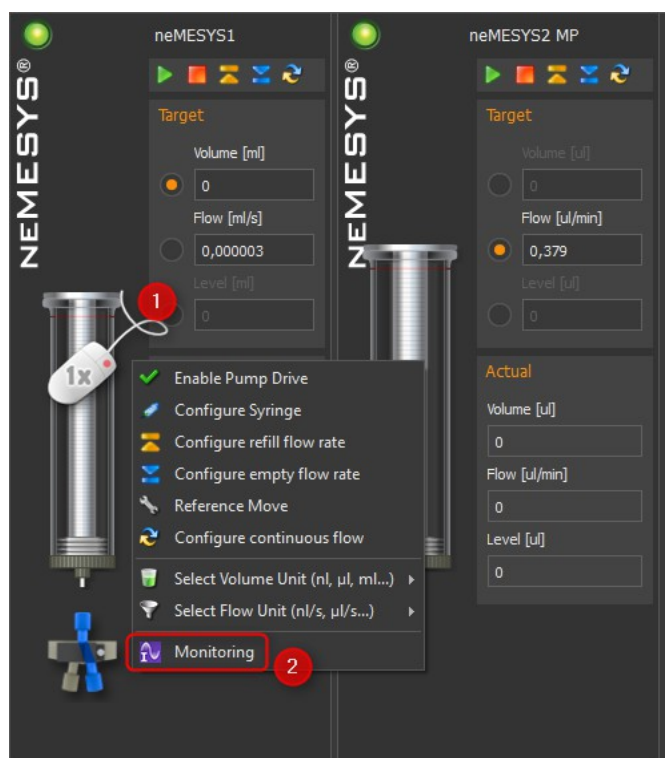 neMESYS1
NEMESYS®
Target
Volume [ml]
0
Flow [ml/s]
0,000003
Level [ml]
0
1
1x
Enable Pump Drive
Configure Syringe
Configure refill flow rate
Configure empty flow rate
Reference Move
Configure continuous flow
Select Volume Unit (nl, µl, ml...)
Select Flow Unit (nl/s, µl/s...)
Monitoring
2
neMESYS2 MP
NEMESYS®
Target
Volume [ul]
0
Flow [ul/min]
0,379
Level [ul]
0
Actual
Volume [ul]
0
Flow [ul/min]
0
Level [ul]
0